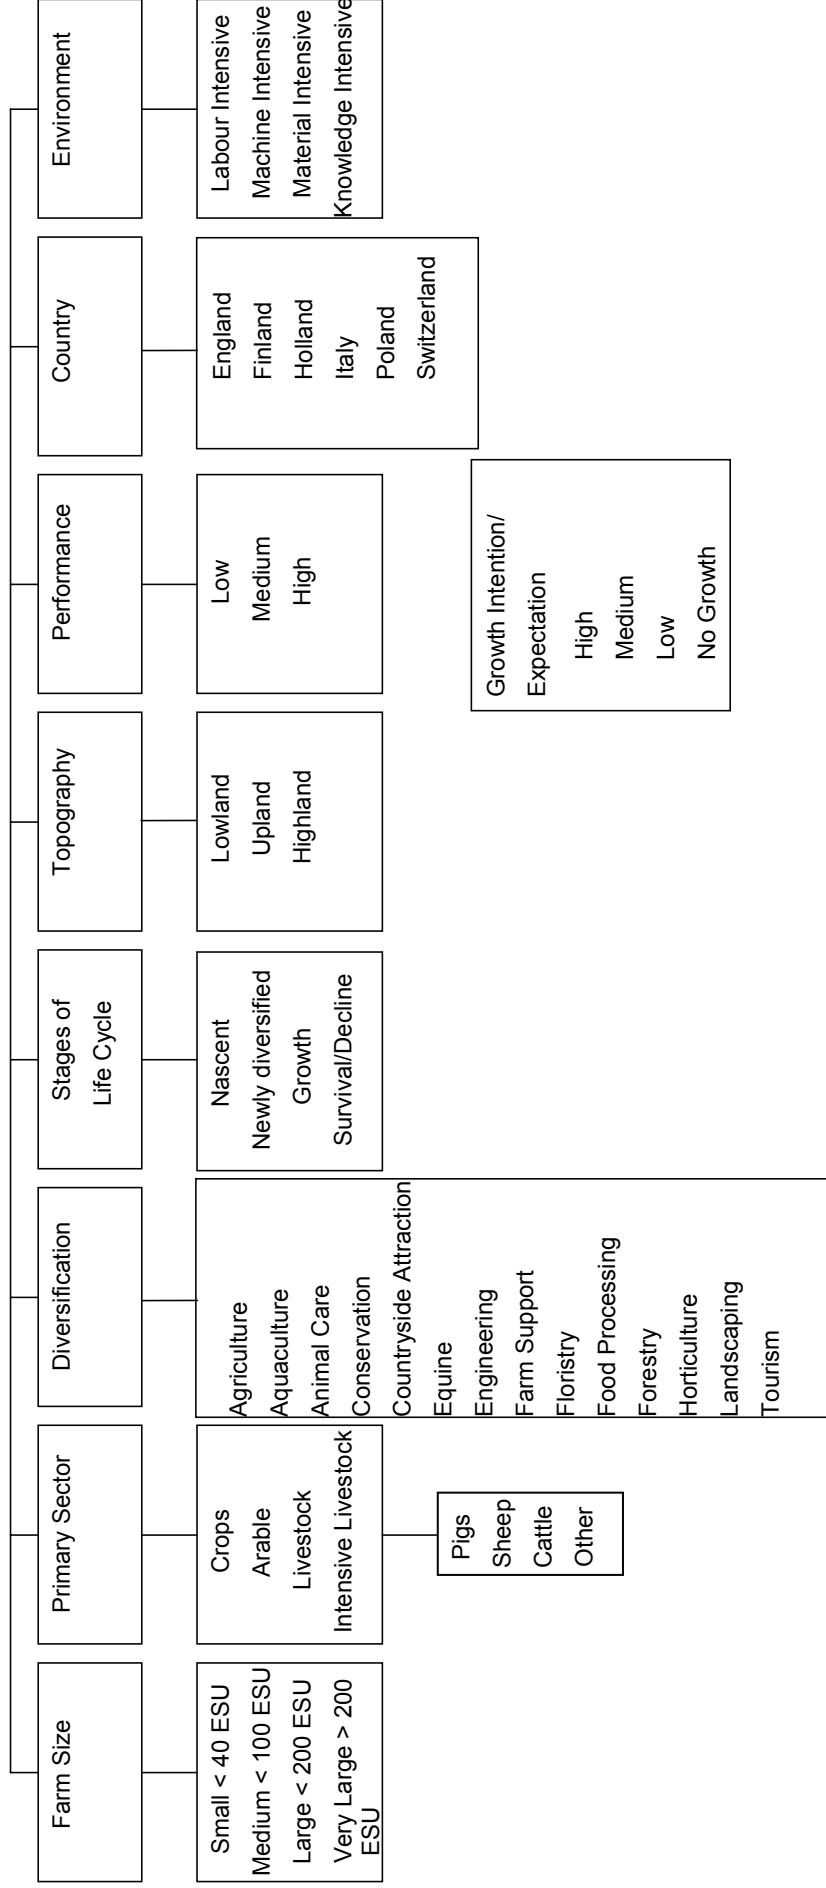 Farm Size
Primary Sector
Diversification
Stages of
Life Cycle
Topography
Performance
Country
Environment
Small < 40 ESU
Medium < 100 ESU
Large < 200 ESU
Very Large > 200
ESU
Crops
Arable
Livestock
Intensive Livestock
Pigs
Sheep
Cattle
Other
Agriculture
Aquaculture
Animal Care
Conservation
Countryside Attraction
Equine
Engineering
Farm Support
Floristry
Food Processing
Forestry
Horticulture
Landscaping
Tourism
Nascent
Newly diversified
Growth
Survival/Decline
Lowland
Upland
Highland
Low
Medium
High
Growth Intention/
Expectation
High
Medium
Low
No Growth
England
Finland
Holland
Italy
Poland
Switzerland
Labour Intensive
Machine Intensive
Material Intensive
Knowledge Intensive